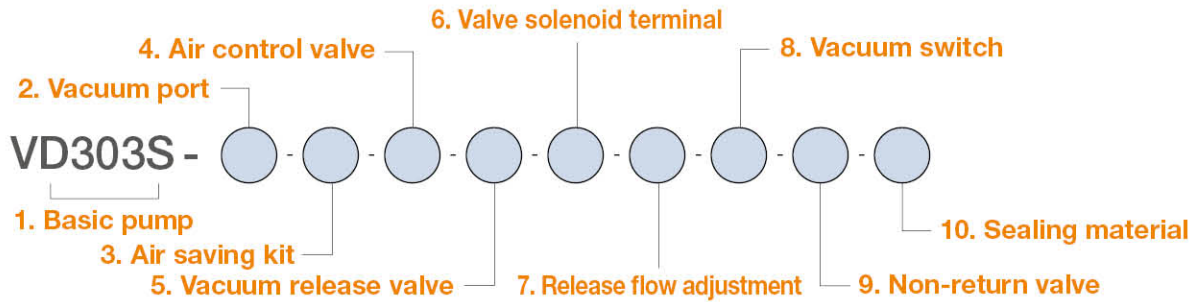 6. Valve solenoid terminal
4. Air control valve
8. Vacuum switch
2. Vacuum port
VD303S - - - - - - - - -
1. Basic pump
10. Sealing material
3. Air saving kit
5. Vacuum release valve
7. Release flow adjustment
9. Non-return valve